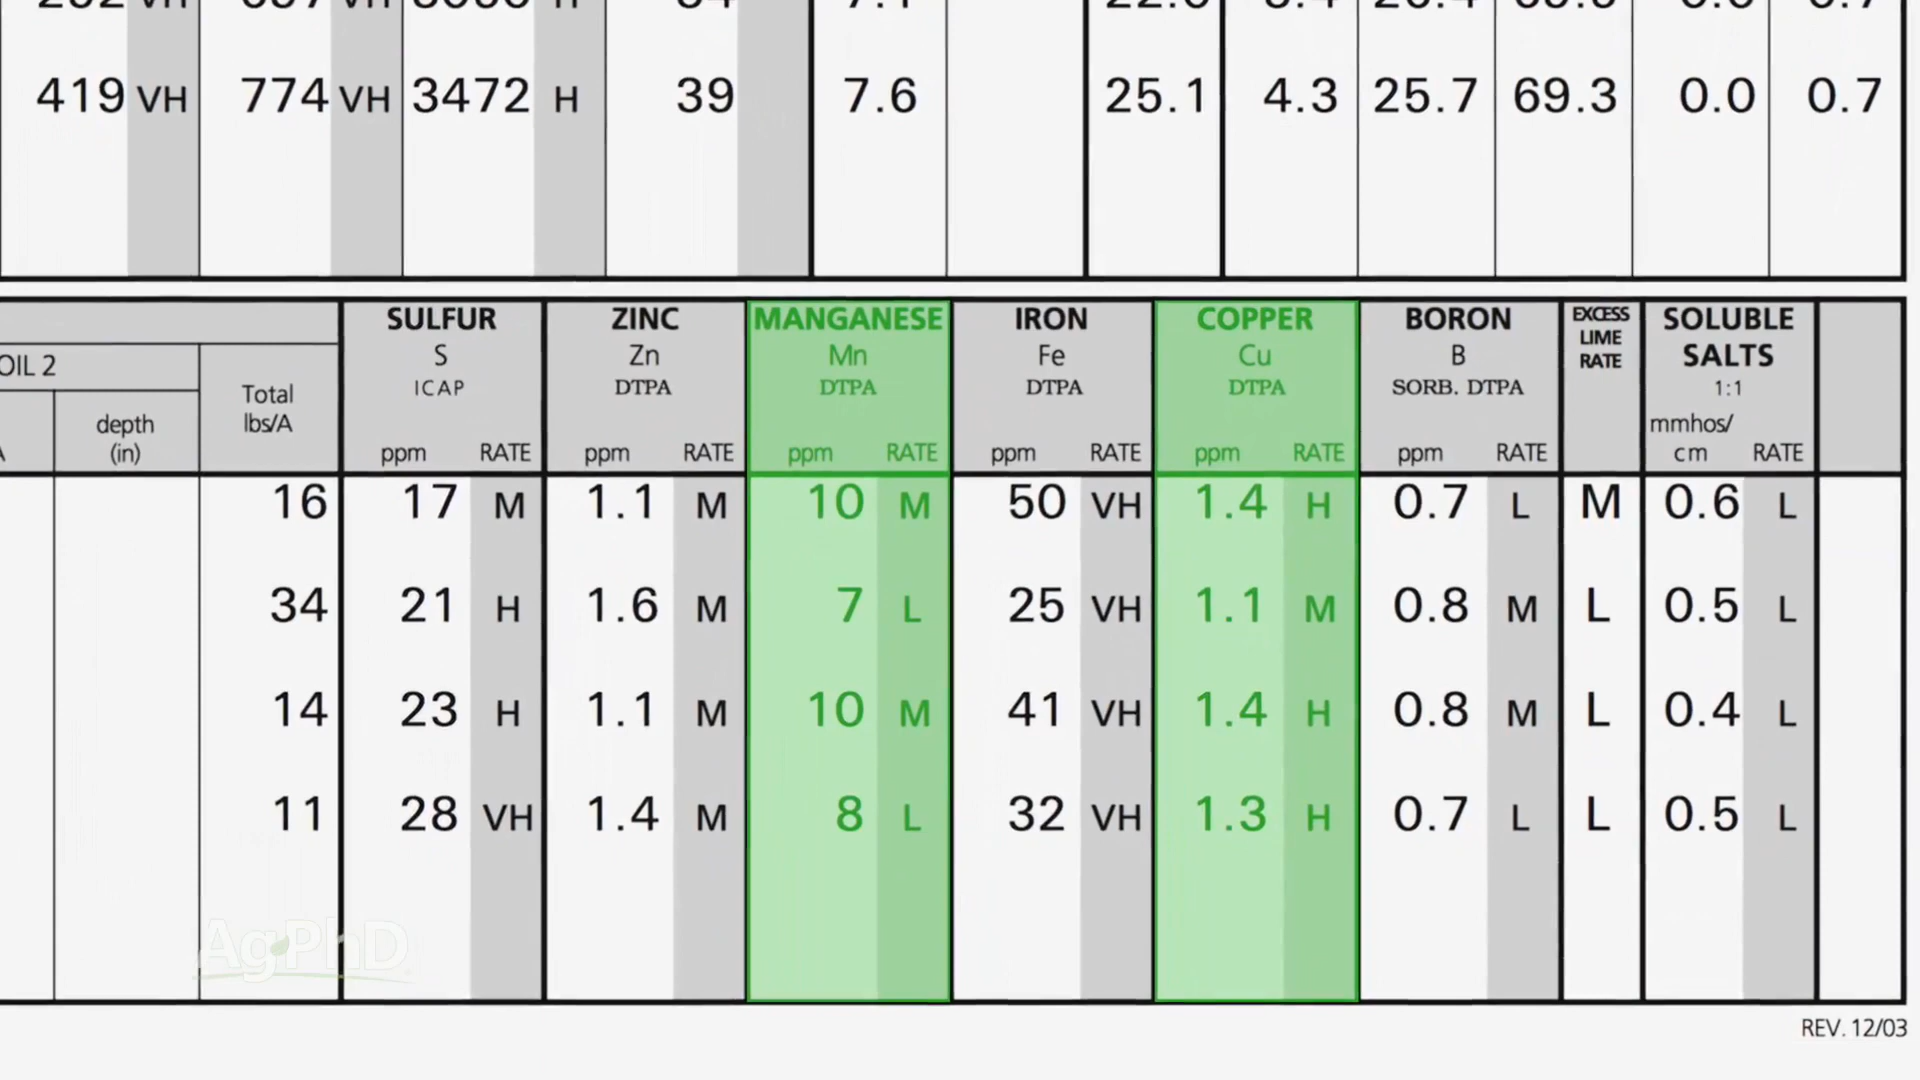 419 VH 774 VH 3472 H 39 7.6 25.1 4.3 25.7 69.3 0.0 0.7
SULFUR ZINC MANGANESE IRON COPPER BORON EXCESS LIME RATE SOLUBLE SALTS
S Zn Mn Fe Cu B 1:1
ICAP DTPA DTPA DTPA DTPA SORB. DTPA mmhos/
OIL 2
Total
lbs/A
depth
(in)
ppm RATE ppm RATE ppm RATE ppm RATE ppm RATE ppm RATE cm RATE
16 17 M 1.1 M 10 M 50 VH 1.4 H 0.7 L M 0.6 L
34 21 H 1.6 M 7 L 25 VH 1.1 M 0.8 M L 0.5 L
14 23 H 1.1 M 10 M 41 VH 1.4 H 0.8 M L 0.4 L
11 28 VH 1.4 M 8 L 32 VH 1.3 H 0.7 L L 0.5 L
AgPhD
REV. 12/03